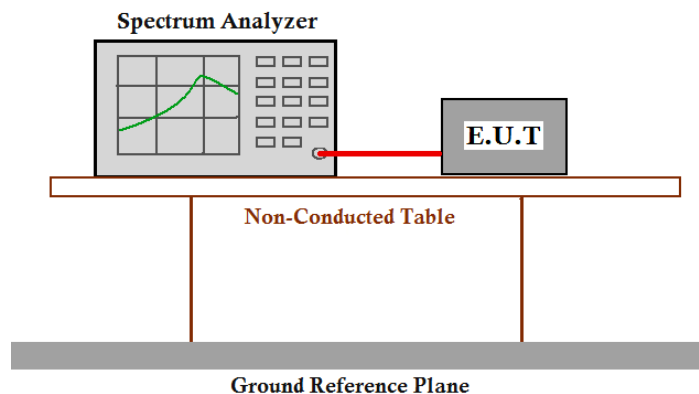 Spectrum Analyzer
E.U.T
Non-Conducted Table
Ground Reference Plane